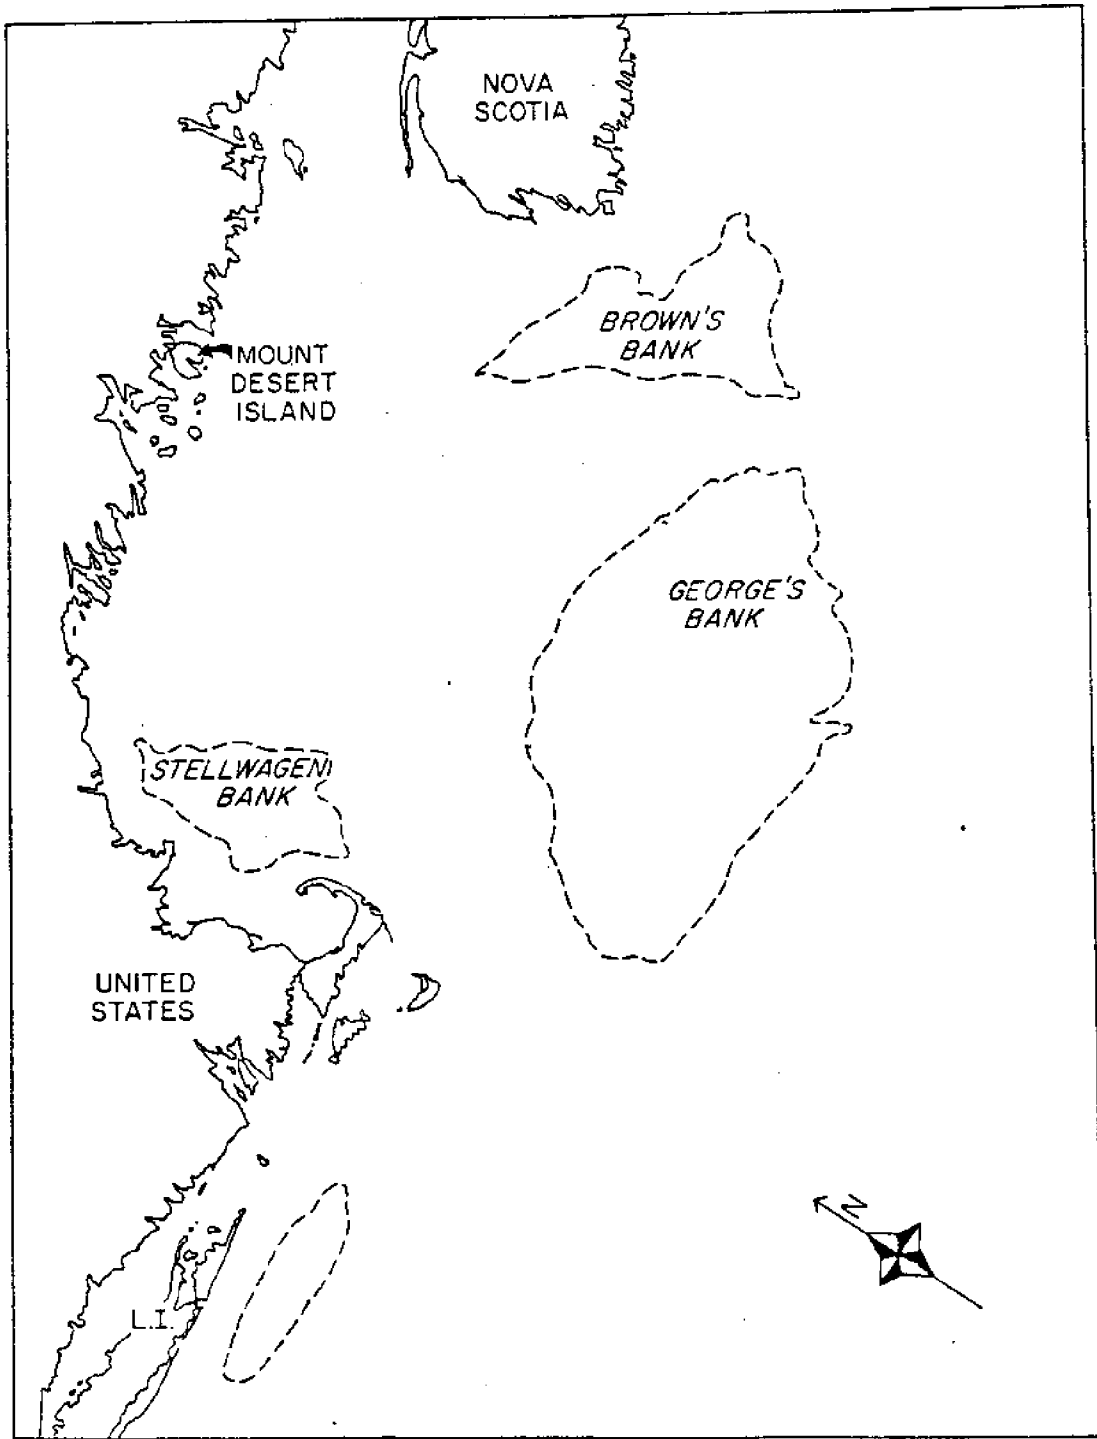 NOVA
SCOTIA
BROWN'S
BANK
MOUNT
DESERT
ISLAND
GEORGE'S
BANK
STELLWAGEN
BANK
UNITED
STATES
N
L.I.